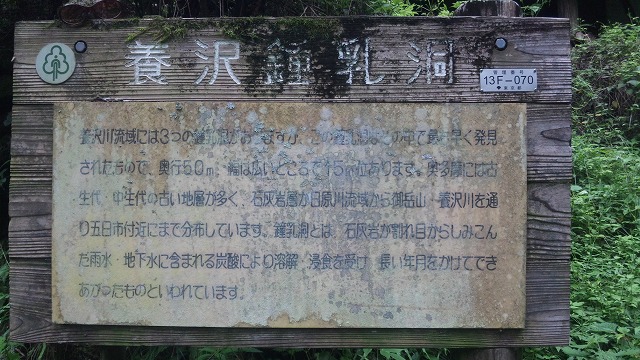 養沢鍾乳洞
管理番号
13F-070
東京都
養沢川流域には3つの鍾乳洞がありますが、この鍾乳洞はその中で最も早く発見
されたもので、奥行50m、幅は広いところで15m位あります。奥多摩には古
生代・中生代の古い地層が多く、石灰岩層が日原川流域から御岳山・養沢川を通
り五日市付近にまで分布しています。鍾乳洞とは、石灰岩が割れ目からしみこん
だ雨水・地下水に含まれる炭酸により溶解、浸食を受け、長い年月をかけてでき
あがったものといわれています。